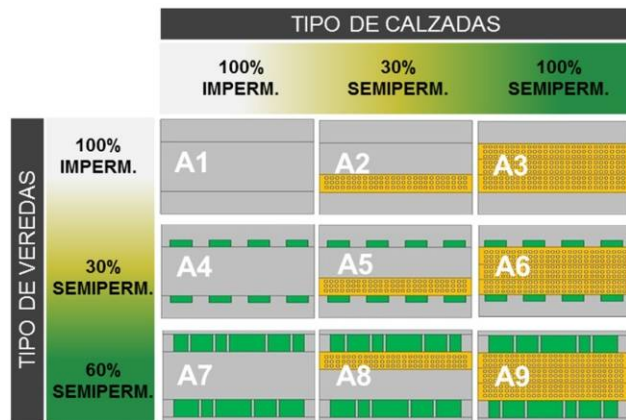 TIPO DE CALZADAS
100%
IMPERM.
30%
SEMIPERM.
100%
SEMIPERM.
TIPO DE VEREDAS
100%
IMPERM.
A1
A2
A3
30%
SEMIPERM.
A4
A5
A6
60%
SEMIPERM.
A7
A8
A9